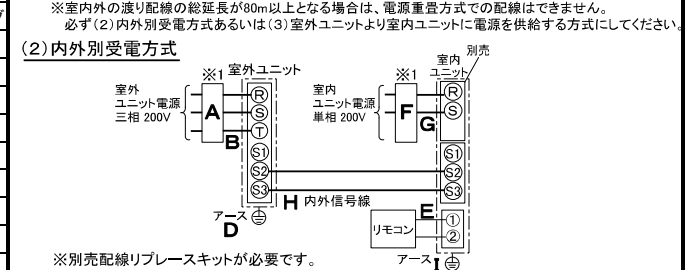 ※室内外の渡り配線の総延長が80m以上となる場合は、電源重畳方式での配線はできません。
必ず(2)内外別受電方式あるいは(3)室外ユニットより室内ユニットに電源を供給する方式にしてください。
(2)内外別受電方式
別売
※1 室外ユニット
※1 室内
ユニット
室外
ユニット電源
三相 200V
A
B
R
S
T
S1
S2
S3
室内
ユニット電源
単相 200V
F
G
R
S
S1
S2
S3
H 内外信号線
アース
D
リモコン
E
①
②
アース
I
※別売配線リプレースキットが必要です。